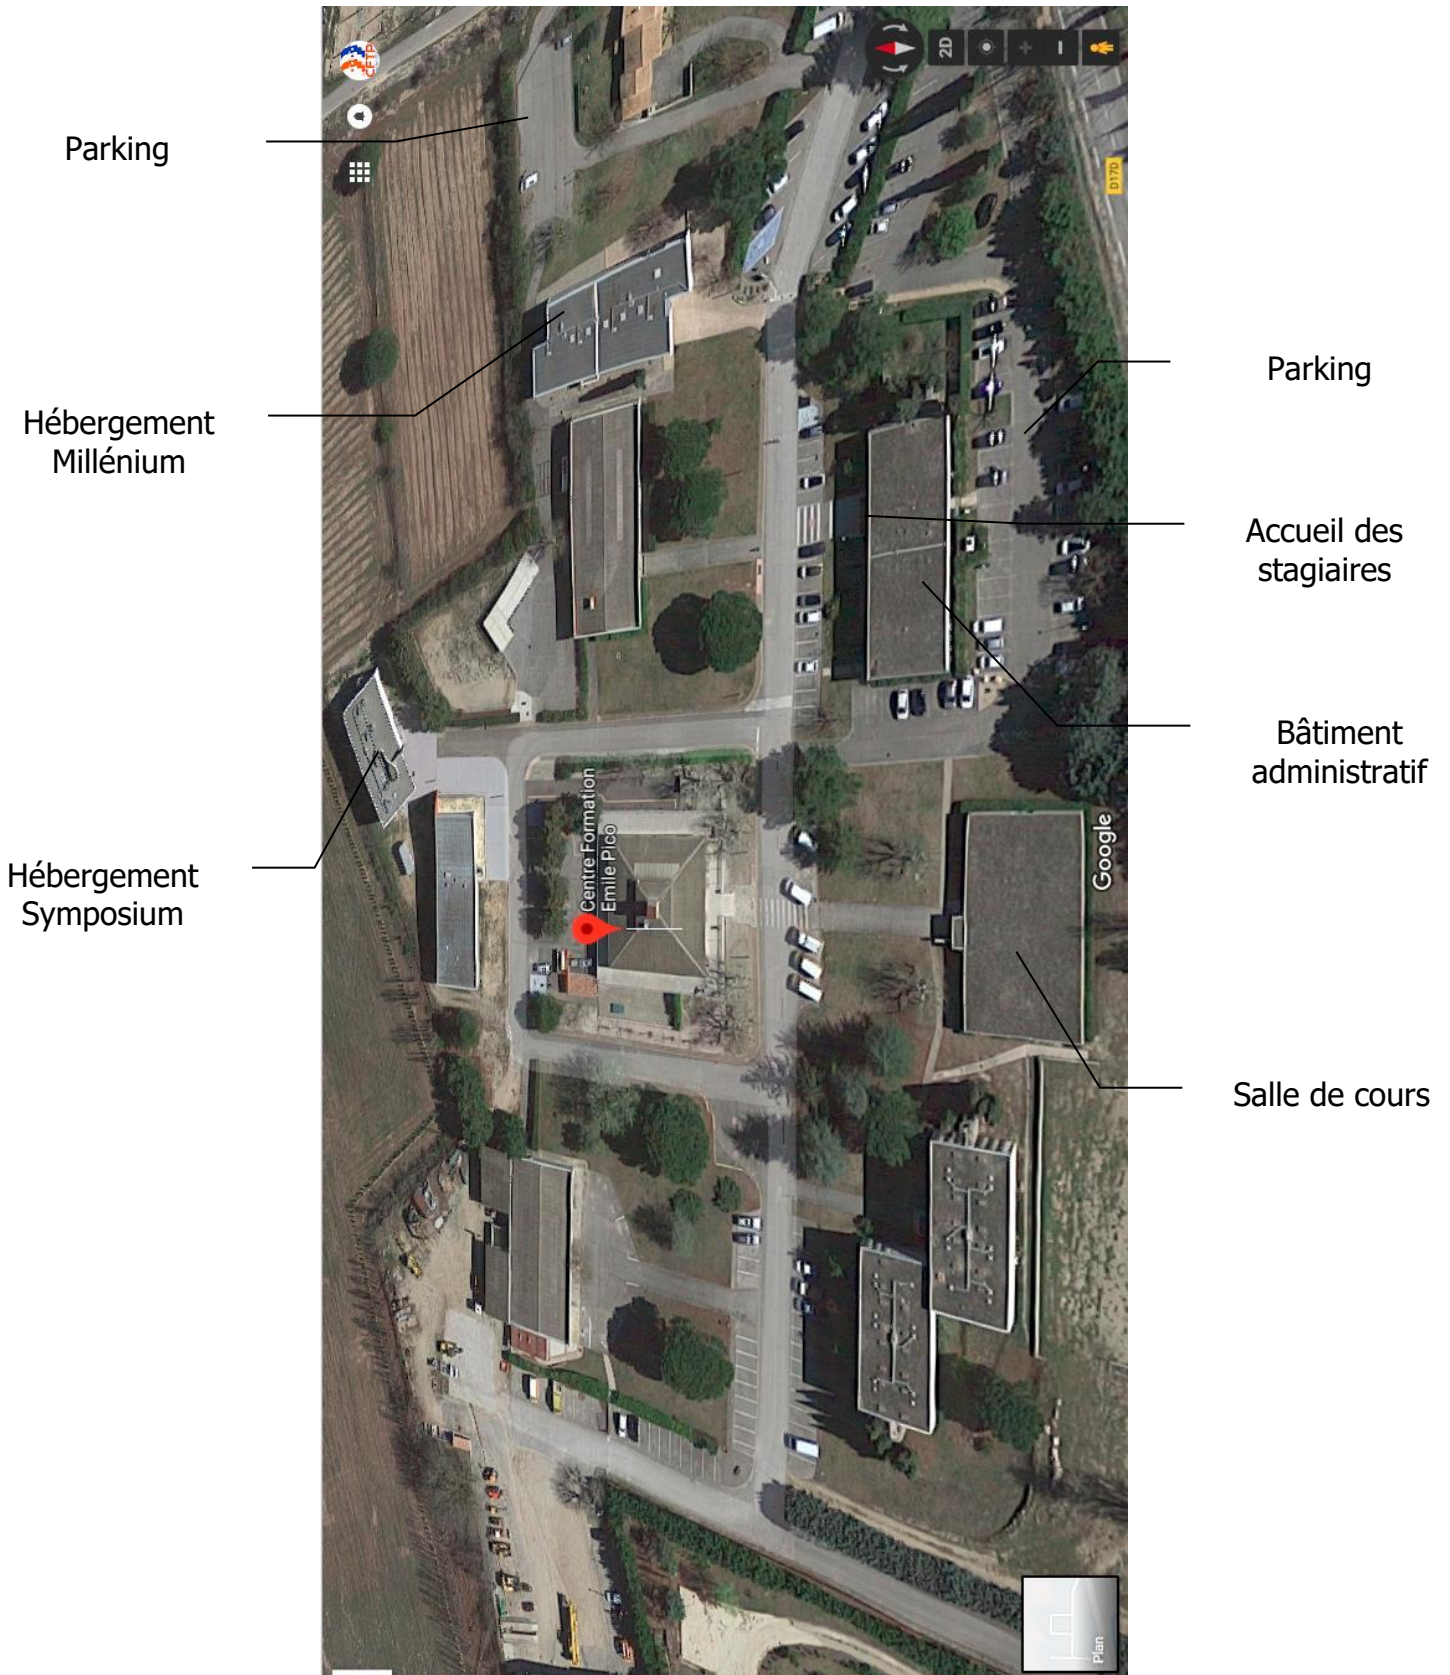 CFTP
2D
Parking
D17D
Parking
Hébergement
Millénium
Accueil des
stagiaires
Bâtiment
administratif
Centre Formation
Emile Pico
Google
Hébergement
Symposium
Salle de cours
Plan